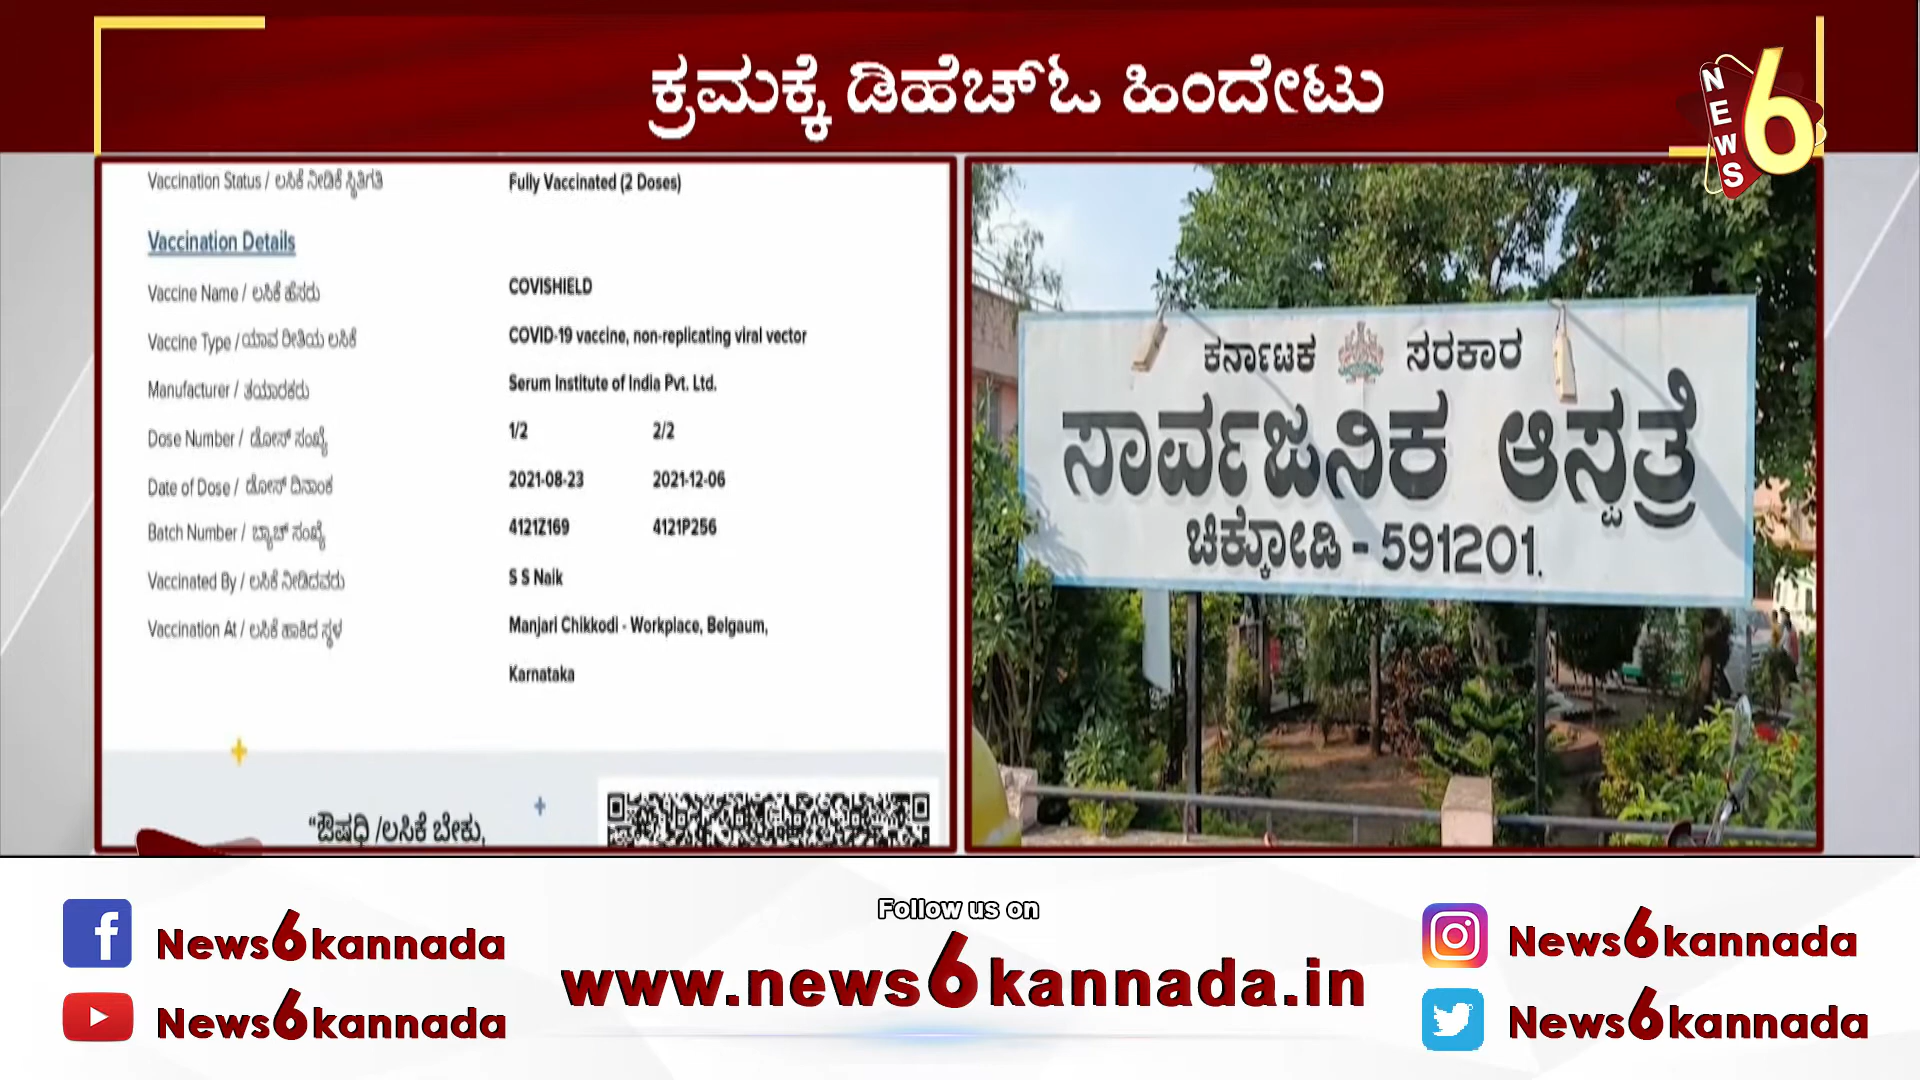 ಕ್ರಮಕ್ಕೆ ಡಿಹೆಚ್ಓ ಹಿಂದೇಟು
NEWS 6
Vaccination Status / ಲಸಿಕೆ ನೀಡಿಕೆ ಸ್ಥಿತಿಗತಿ Fully Vaccinated (2 Doses)
Vaccination Details
Vaccine Name / ಲಸಿಕೆ ಹೆಸರು COVISHIELD
Vaccine Type / ಯಾವ ರೀತಿಯ ಲಸಿಕೆ COVID-19 vaccine, non-replicating viral vector
Manufacturer / ತಯಾರಕರು Serum Institute of India Pvt. Ltd.
Dose Number / ಡೋಸ್ ಸಂಖ್ಯೆ 1/2 2/2
Date of Dose / ಡೋಸ್ ದಿನಾಂಕ 2021-08-23 2021-12-06
Batch Number / ಬ್ಯಾಚ್ ಸಂಖ್ಯೆ 4121Z169 4121P256
Vaccinated By / ಲಸಿಕೆ ನೀಡಿದವರು S S Naik
Vaccination At / ಲಸಿಕೆ ಹಾಕಿದ ಸ್ಥಳ Manjari Chikkodi - Workplace, Belgaum,
Karnataka
“ಔಷಧಿ /ಲಸಿಕೆ ಬೇಕು,
ಕರ್ನಾಟಕ ಸರಕಾರ
ಸಾರ್ವಜನಿಕ ಆಸ್ಪತ್ರೆ
ಚಿಕ್ಕೋಡಿ - 591201.
Follow us on
News6kannada
www.news6kannada.in
News6kannada
News6kannada
News6kannada